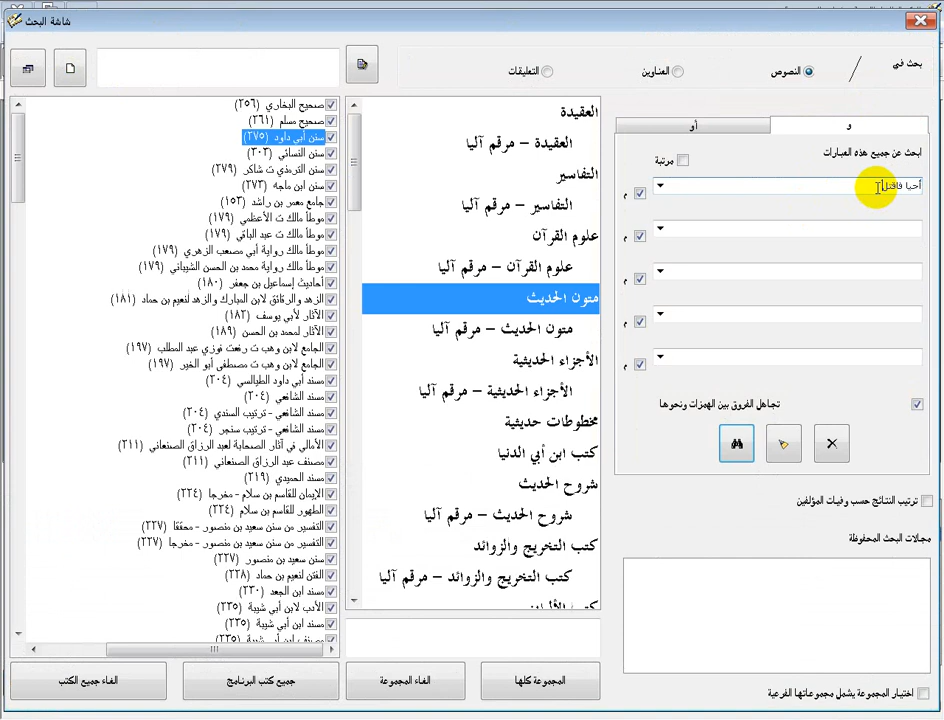 شاشة البحث
بحث في
النصوص
العناوين
التعليقات
و
أو
ابحث عن جميع هذه العبارات
مرتبة
أحيا فاقتل
م
م
م
م
م
تجاهل الفروق بين الهمزات ونحوها
ترتيب النتائج حسب وفيات المؤلفين
مجالات البحث المحفوظة
اختيار المجموعة يشمل مجموعاتها الفرعية
العقيدة
العقيدة - مرقم آليا
التفاسير
التفاسير - مرقم آليا
علوم القرآن
علوم القرآن - مرقم آليا
متون الحديث
متون الحديث - مرقم آليا
الأجزاء الحديثية
الأجزاء الحديثية - مرقم آليا
مخطوطات حديثية
كتب ابن أبي الدنيا
شروح الحديث
شروح الحديث - مرقم آليا
كتب التخريج والزوائد
كتب التخريج والزوائد - مرقم آليا
المجموعة كلها
الغاء المجموعة
صحيح البخاري (٢٥٦)
صحيح مسلم (٢٦١)
سنن أبي داود (٢٧٥)
سنن النسائي (٣٠٣)
سنن الترمذي ت شاكر (٢٧٩)
سنن ابن ماجه (٢٧٣)
جامع معمر بن راشد (١٥٣)
موطأ مالك ت الأعظمي (١٧٩)
موطأ مالك ت عبد الباقي (١٧٩)
موطأ مالك رواية أبي مصعب الزهري (١٧٩)
موطأ مالك رواية محمد بن الحسن الشيباني (١٧٩)
أحاديث إسماعيل بن جعفر (١٨٠)
الزهد والرقائق لابن المبارك والزهد لنعيم بن حماد (١٨١)
الآثار لأبي يوسف (١٨٢)
الآثار لمحمد بن الحسن (١٨٩)
الجامع لابن وهب ت رفعت فوزي عبد المطلب (١٩٧)
الجامع لابن وهب ت مصطفى أبو الخير (١٩٧)
مسند أبي داود الطيالسي (٢٠٤)
مسند الشافعي (٢٠٤)
مسند الشافعي - ترتيب السندي (٢٠٤)
مسند الشافعي - ترتيب سنجر (٢٠٤)
الأمالي في آثار الصحابة لعبد الرزاق الصنعاني (٢١١)
مصنف عبد الرزاق الصنعاني (٢١١)
مسند الحميدي (٢١٩)
الإيمان للقاسم بن سلام - مخرجا (٢٢٤)
الطهور للقاسم بن سلام (٢٢٤)
التفسير من سنن سعيد بن منصور - محققا (٢٢٧)
التفسير من سنن سعيد بن منصور - مخرجا (٢٢٧)
سنن سعيد بن منصور (٢٢٧)
الفتن لنعيم بن حماد (٢٢٨)
مسند ابن الجعد (٢٣٠)
الأدب لابن أبي شيبة (٢٣٥)
مسند ابن أبي شيبة (٢٣٥)
مصنف ابن أبي شيبة (٢٣٥)
جميع كتب البرنامج
الغاء جميع الكتب